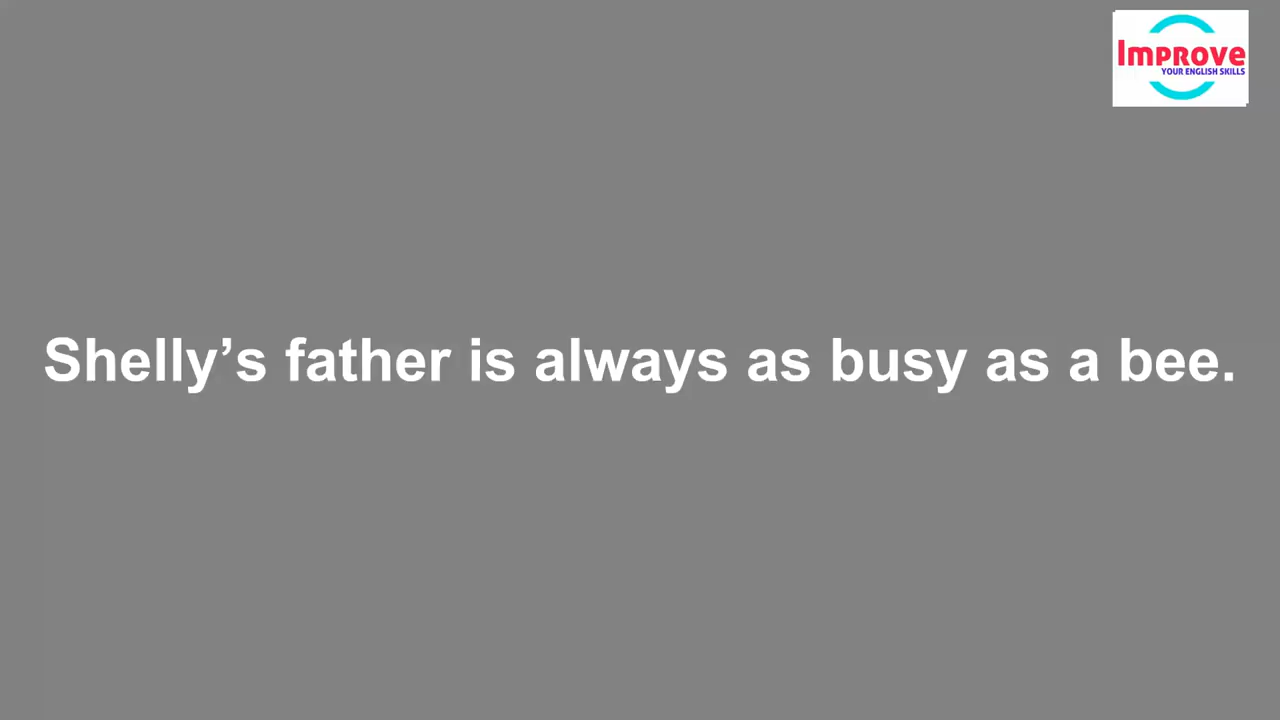 Improve
YOUR ENGLISH SKILLS
Shelly’s father is always as busy as a bee.